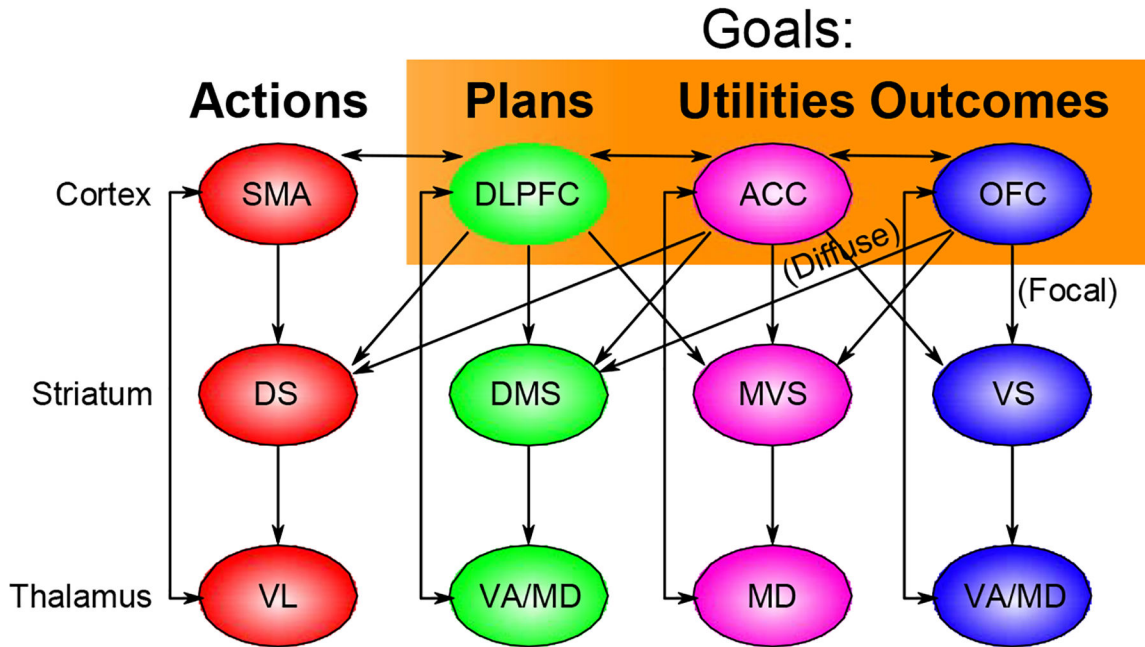 Goals:
Actions Plans Utilities Outcomes
Cortex SMA DLPFC ACC OFC
(Diffuse)
(Focal)
Striatum DS DMS MVS VS
Thalamus VL VA/MD MD VA/MD